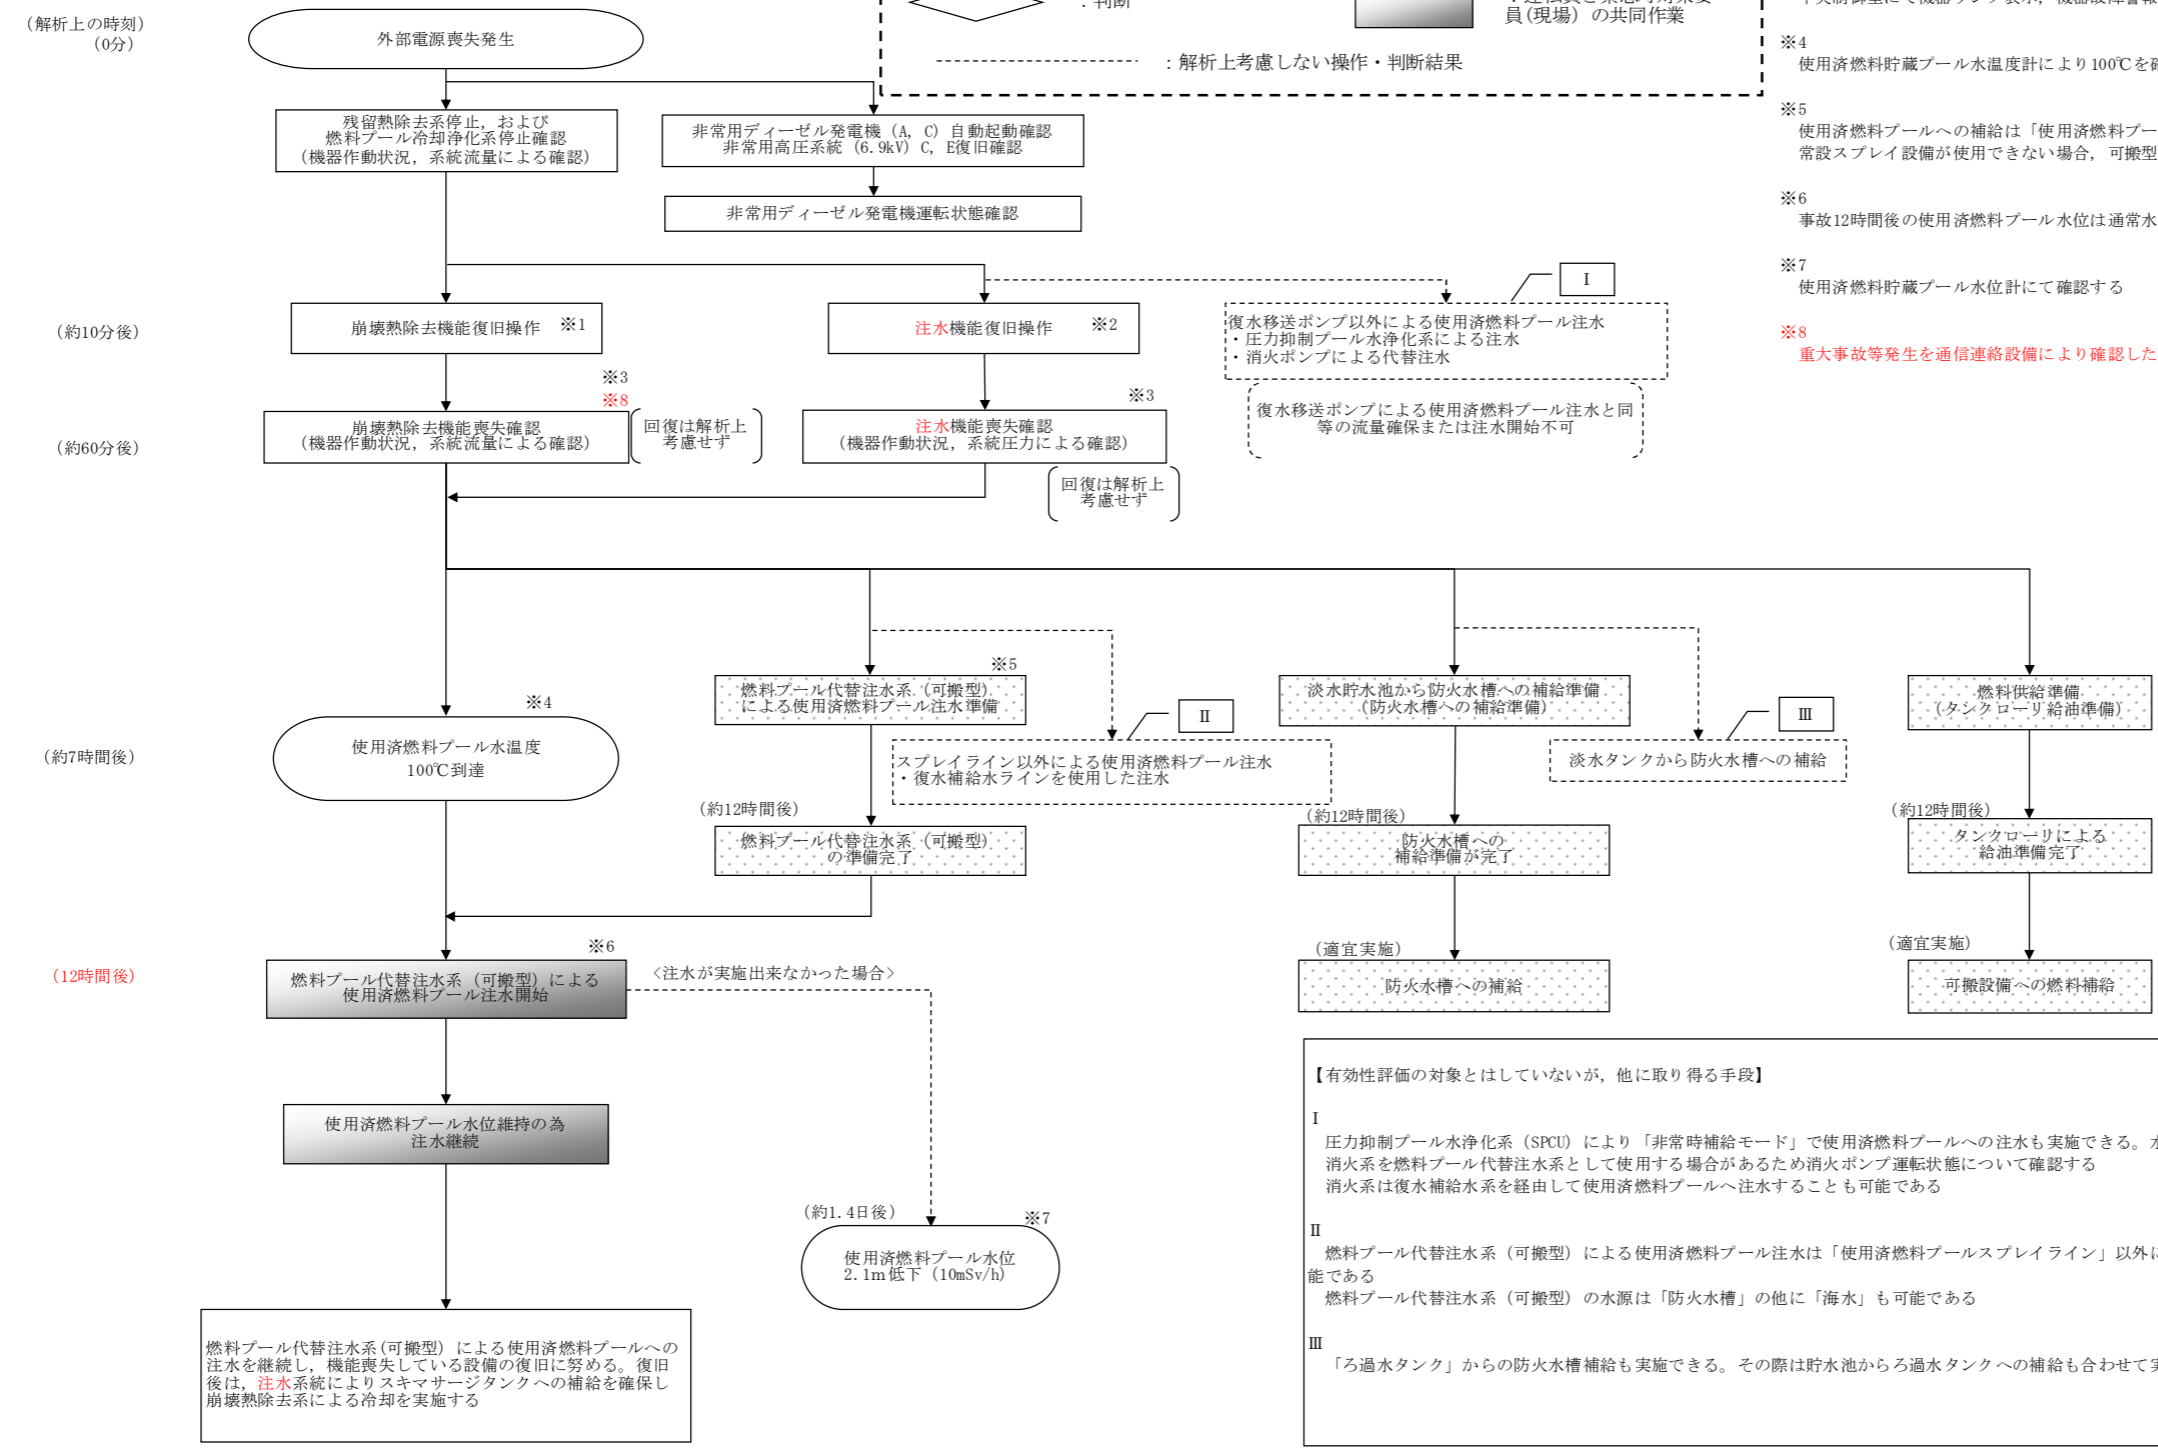 ：判断
員(現場）の共同作業
：解析上考慮しない操作・判断結果
（解析上の時刻）
（0分）
外部電源喪失発生
残留熱除去系停止，および
燃料プール冷却浄化系停止確認
（機器作動状況，系統流量による確認）
非常用ディーゼル発電機（A, C）自動起動確認
非常用高圧系統（6.9kV）C, E復旧確認
非常用ディーゼル発電機運転状態確認
（約10分後）
崩壊熱除去機能復旧操作　※1
注水機能復旧操作　※2
Ⅰ
復水移送ポンプ以外による使用済燃料プール注水
・圧力抑制プール水浄化系による注水
・消火ポンプによる代替注水
復水移送ポンプによる使用済燃料プール注水と同
等の流量確保または注水開始不可
※3
※8
（約60分後）
崩壊熱除去機能喪失確認
（機器作動状況，系統流量による確認）
回復は解析上
考慮せず
※3
注水機能喪失確認
（機器作動状況，系統圧力による確認）
回復は解析上
考慮せず
※4
（約7時間後）
使用済燃料プール水温度
100℃到達
※5
燃料プール代替注水系（可搬型）
による使用済燃料プール注水準備
Ⅱ
スプレイライン以外による使用済燃料プール注水
・復水補給水ラインを使用した注水
（約12時間後）
燃料プール代替注水系（可搬型）
の準備完了
淡水貯水池から防火水槽への補給準備
（防火水槽への補給準備）
Ⅲ
淡水タンクから防火水槽への補給
（約12時間後）
防火水槽への
補給準備が完了
（適宜実施）
防火水槽への補給
燃料供給準備
（タンクローリ給油準備）
（約12時間後）
タンクローリによる
給油準備完了
（適宜実施）
可搬設備への燃料補給
※6
（12時間後）
燃料プール代替注水系（可搬型）による
使用済燃料プール注水開始
〈注水が実施出来なかった場合〉
使用済燃料プール水位維持の為
注水継続
（約1.4日後）
※7
使用済燃料プール水位
2.1m低下（10mSv/h）
燃料プール代替注水系(可搬型）による使用済燃料プールへの
注水を継続し，機能喪失している設備の復旧に努める。復旧
後は，注水系統によりスキマサージタンクへの補給を確保し
崩壊熱除去系による冷却を実施する
※4
使用済燃料貯蔵プール水温度計により100℃を
※5
使用済燃料プールへの補給は「使用済燃料プー
常設スプレイ設備が使用できない場合，可搬型
※6
事故12時間後の使用済燃料プール水位は通常水
※7
使用済燃料貯蔵プール水位計にて確認する
※8
重大事故等発生を通信連絡設備により確認した
【有効性評価の対象とはしていないが，他に取り得る手段】
Ⅰ
圧力抑制プール水浄化系（SPCU）により「非常時補給モード」で使用済燃料プールへの注水も実施できる。
消火系を燃料プール代替注水系として使用する場合があるため消火ポンプ運転状態について確認する
消火系は復水補給水系を経由して使用済燃料プールへ注水することも可能である
Ⅱ
燃料プール代替注水系（可搬型）による使用済燃料プール注水は「使用済燃料プールスプレイライン」以外に
能である
燃料プール代替注水系（可搬型）の水源は「防火水槽」の他に「海水」も可能である
Ⅲ
「ろ過水タンク」からの防火水槽補給も実施できる。その際は貯水池からろ過水タンクへの補給も合わせて実